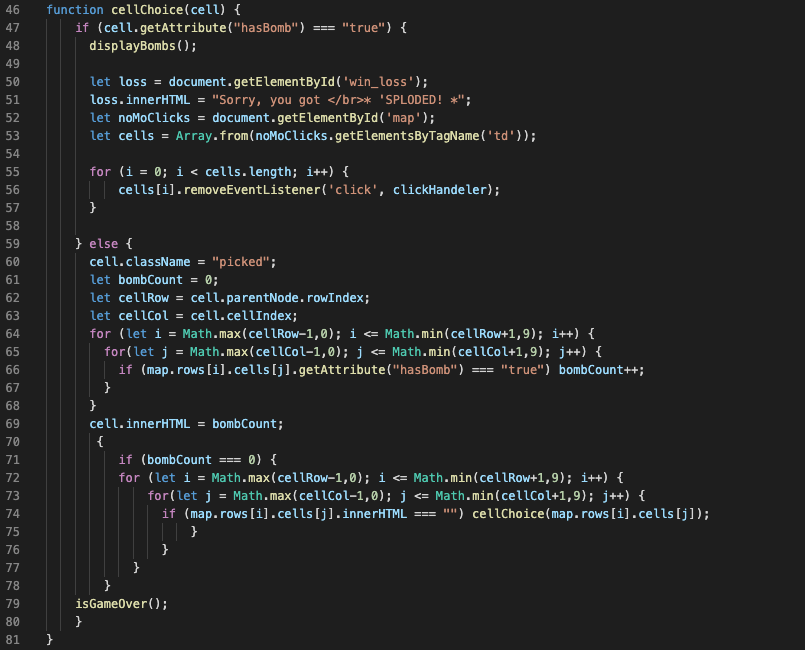 46 function cellChoice(cell) {
47 if (cell.getAttribute("hasBomb") === "true") {
48 displayBombs();
49
50 let loss = document.getElementById('win_loss');
51 loss.innerHTML = "Sorry, you got </br>* 'SPLODED! *";
52 let noMoClicks = document.getElementById('map');
53 let cells = Array.from(noMoClicks.getElementsByTagName('td'));
54
55 for (i = 0; i < cells.length; i++) {
56 cells[i].removeEventListener('click', clickHandeler);
57 }
58
59 } else {
60 cell.className = "picked";
61 let bombCount = 0;
62 let cellRow = cell.parentNode.rowIndex;
63 let cellCol = cell.cellIndex;
64 for (let i = Math.max(cellRow-1,0); i <= Math.min(cellRow+1,9); i++) {
65 for(let j = Math.max(cellCol-1,0); j <= Math.min(cellCol+1,9); j++) {
66 if (map.rows[i].cells[j].getAttribute("hasBomb") === "true") bombCount++;
67 }
68 }
69 cell.innerHTML = bombCount;
70 {
71 if (bombCount === 0) {
72 for (let i = Math.max(cellRow-1,0); i <= Math.min(cellRow+1,9); i++) {
73 for(let j = Math.max(cellCol-1,0); j <= Math.min(cellCol+1,9); j++) {
74 if (map.rows[i].cells[j].innerHTML === "") cellChoice(map.rows[i].cells[j]);
75 }
76 }
77 }
78 }
79 isGameOver();
80 }
81 }